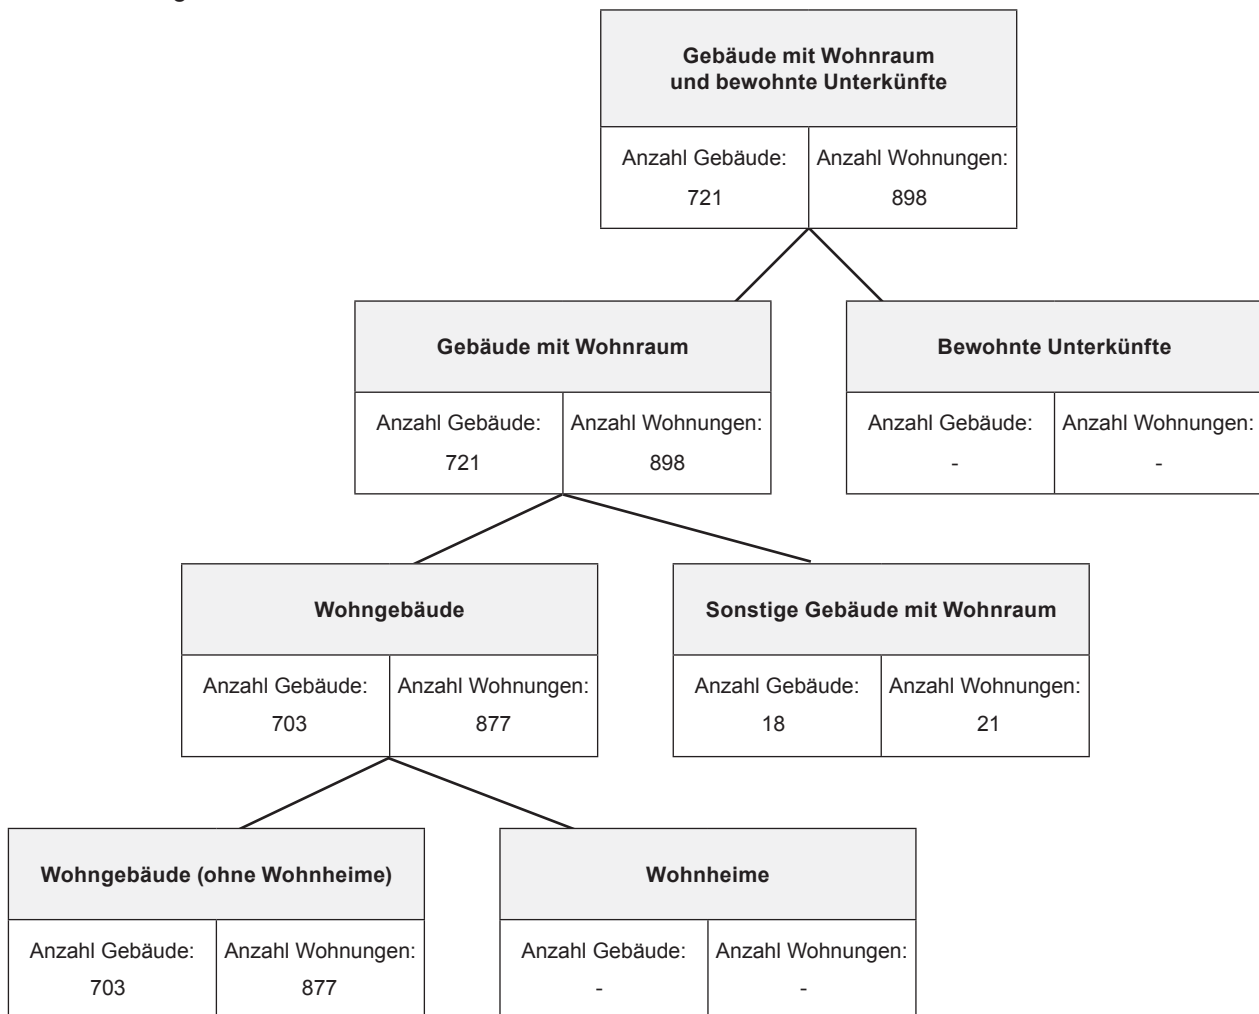 Gebäude mit Wohnraum
und bewohnte Unterkünfte
Anzahl Gebäude: Anzahl Wohnungen:
721 898
Gebäude mit Wohnraum Bewohnte Unterkünfte
Anzahl Gebäude: Anzahl Wohnungen: Anzahl Gebäude: Anzahl Wohnungen:
721 898 - -
Wohngebäude Sonstige Gebäude mit Wohnraum
Anzahl Gebäude: Anzahl Wohnungen: Anzahl Gebäude: Anzahl Wohnungen:
703 877 18 21
Wohngebäude (ohne Wohnheime) Wohnheime
Anzahl Gebäude: Anzahl Wohnungen: Anzahl Gebäude: Anzahl Wohnungen:
703 877 - -